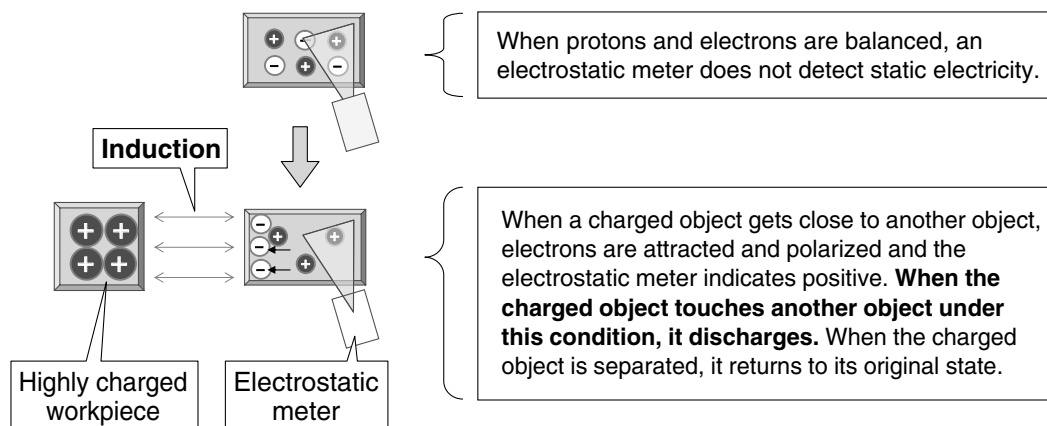 When protons and electrons are balanced, an
electrostatic meter does not detect static electricity.
Induction
When a charged object gets close to another object,
electrons are attracted and polarized and the
electrostatic meter indicates positive. When the
charged object touches another object under
this condition, it discharges. When the charged
object is separated, it returns to its original state.
Highly charged
workpiece
Electrostatic
meter